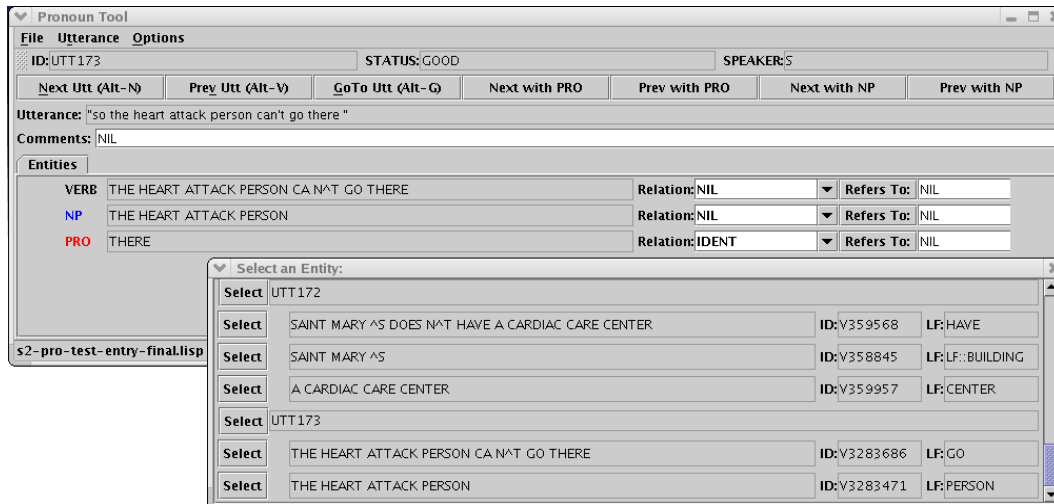 Pronoun Tool
File Utterance Options
ID: UTT173 STATUS: GOOD SPEAKER: S
Next Utt (Alt-N) Prev Utt (Alt-V) GoTo Utt (Alt-G) Next with PRO Prev with PRO Next with NP Prev with NP
Utterance: "so the heart attack person can't go there "
Comments: NIL
Entities
VERB THE HEART ATTACK PERSON CA N^T GO THERE Relation: NIL Refers To: NIL
NP THE HEART ATTACK PERSON Relation: NIL Refers To: NIL
PRO THERE Relation: IDENT Refers To: NIL
Select an Entity:
Select UTT172
Select SAINT MARY ^S DOES N^T HAVE A CARDIAC CARE CENTER ID: V359568 LF: HAVE
Select SAINT MARY ^S ID: V358845 LF: LF::BUILDING
s2-pro-test-entry-final.lisp
Select A CARDIAC CARE CENTER ID: V359957 LF: CENTER
Select UTT173
Select THE HEART ATTACK PERSON CA N^T GO THERE ID: V3283686 LF: GO
Select THE HEART ATTACK PERSON ID: V3283471 LF: PERSON